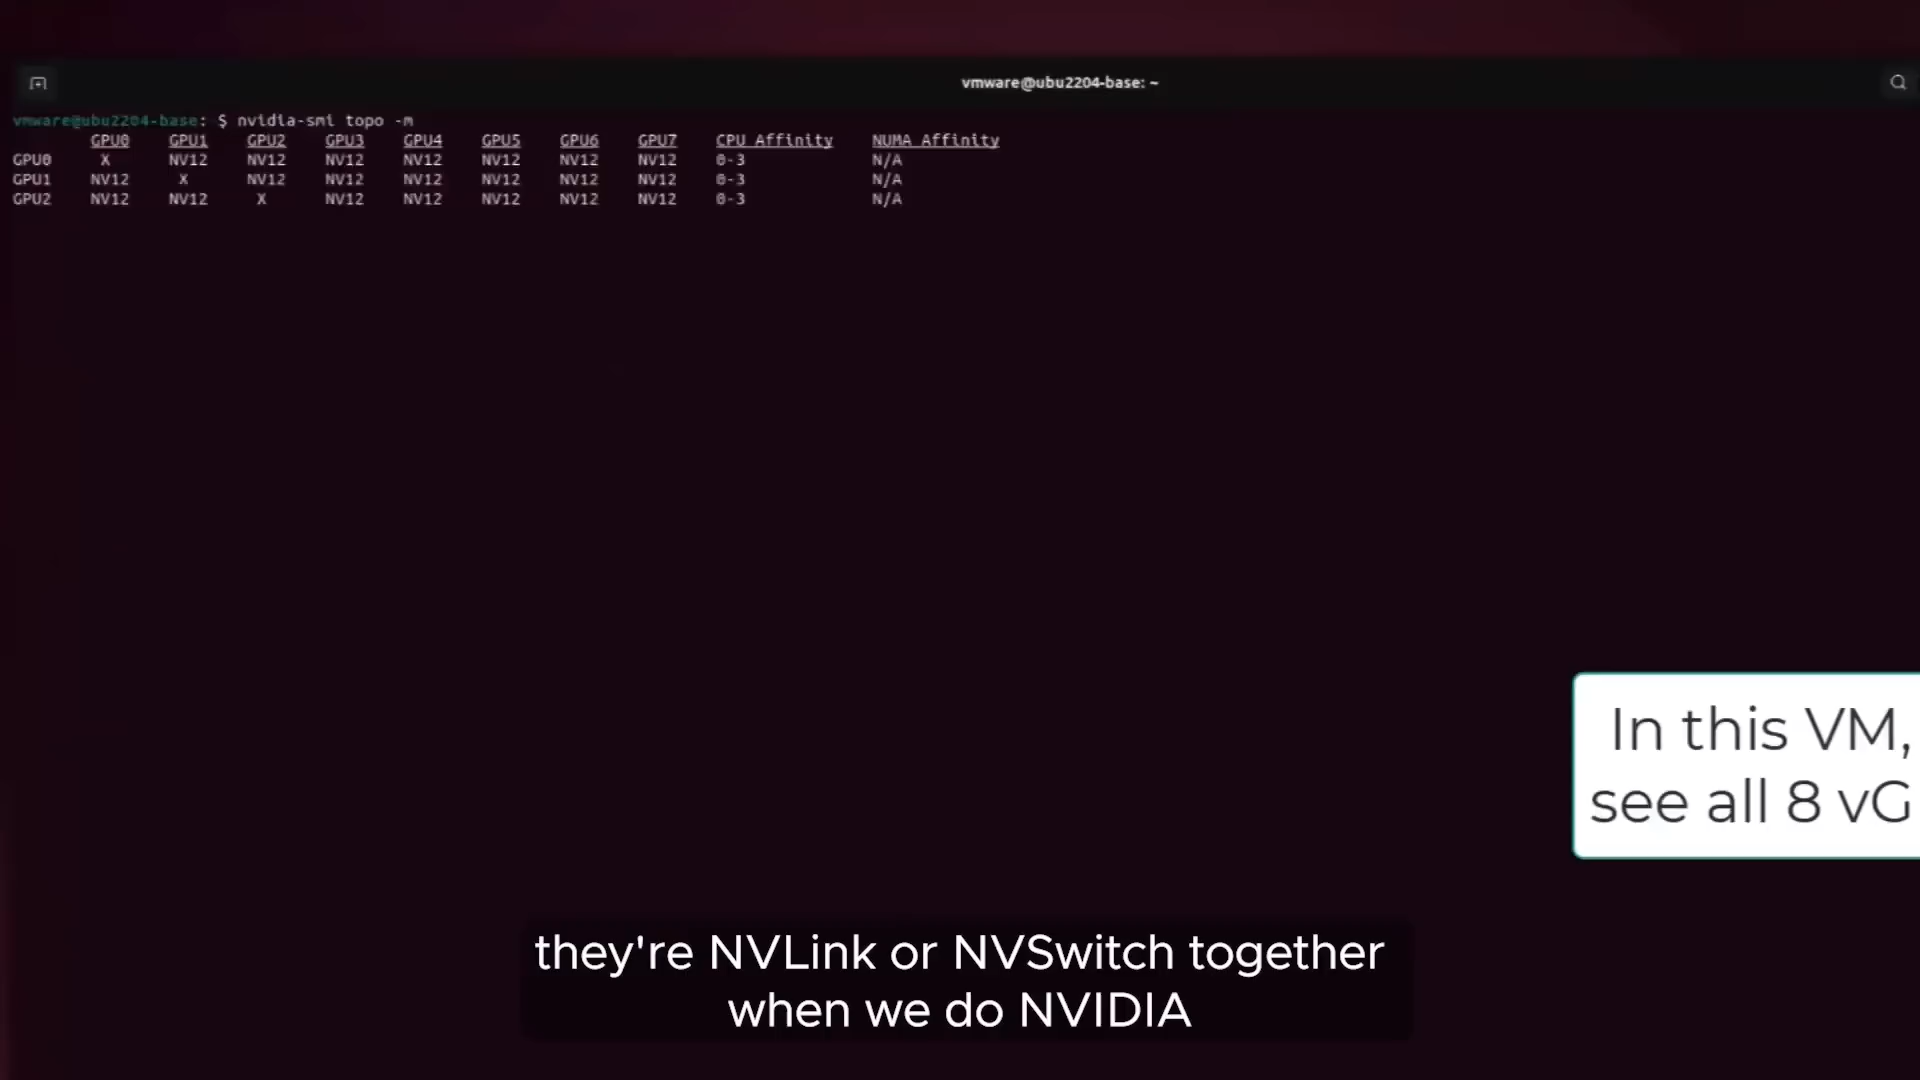 vmware@ubu2204-base: ~
vmware@ubu2204-base: $ nvidia-smi topo -m
GPU0 GPU1 GPU2 GPU3 GPU4 GPU5 GPU6 GPU7 CPU Affinity NUMA Affinity
GPU0 X NV12 NV12 NV12 NV12 NV12 NV12 NV12 0-3 N/A
GPU1 NV12 X NV12 NV12 NV12 NV12 NV12 NV12 0-3 N/A
GPU2 NV12 NV12 X NV12 NV12 NV12 NV12 NV12 0-3 N/A
In this VM,
see all 8 vG
they're NVLink or NVSwitch together
when we do NVIDIA